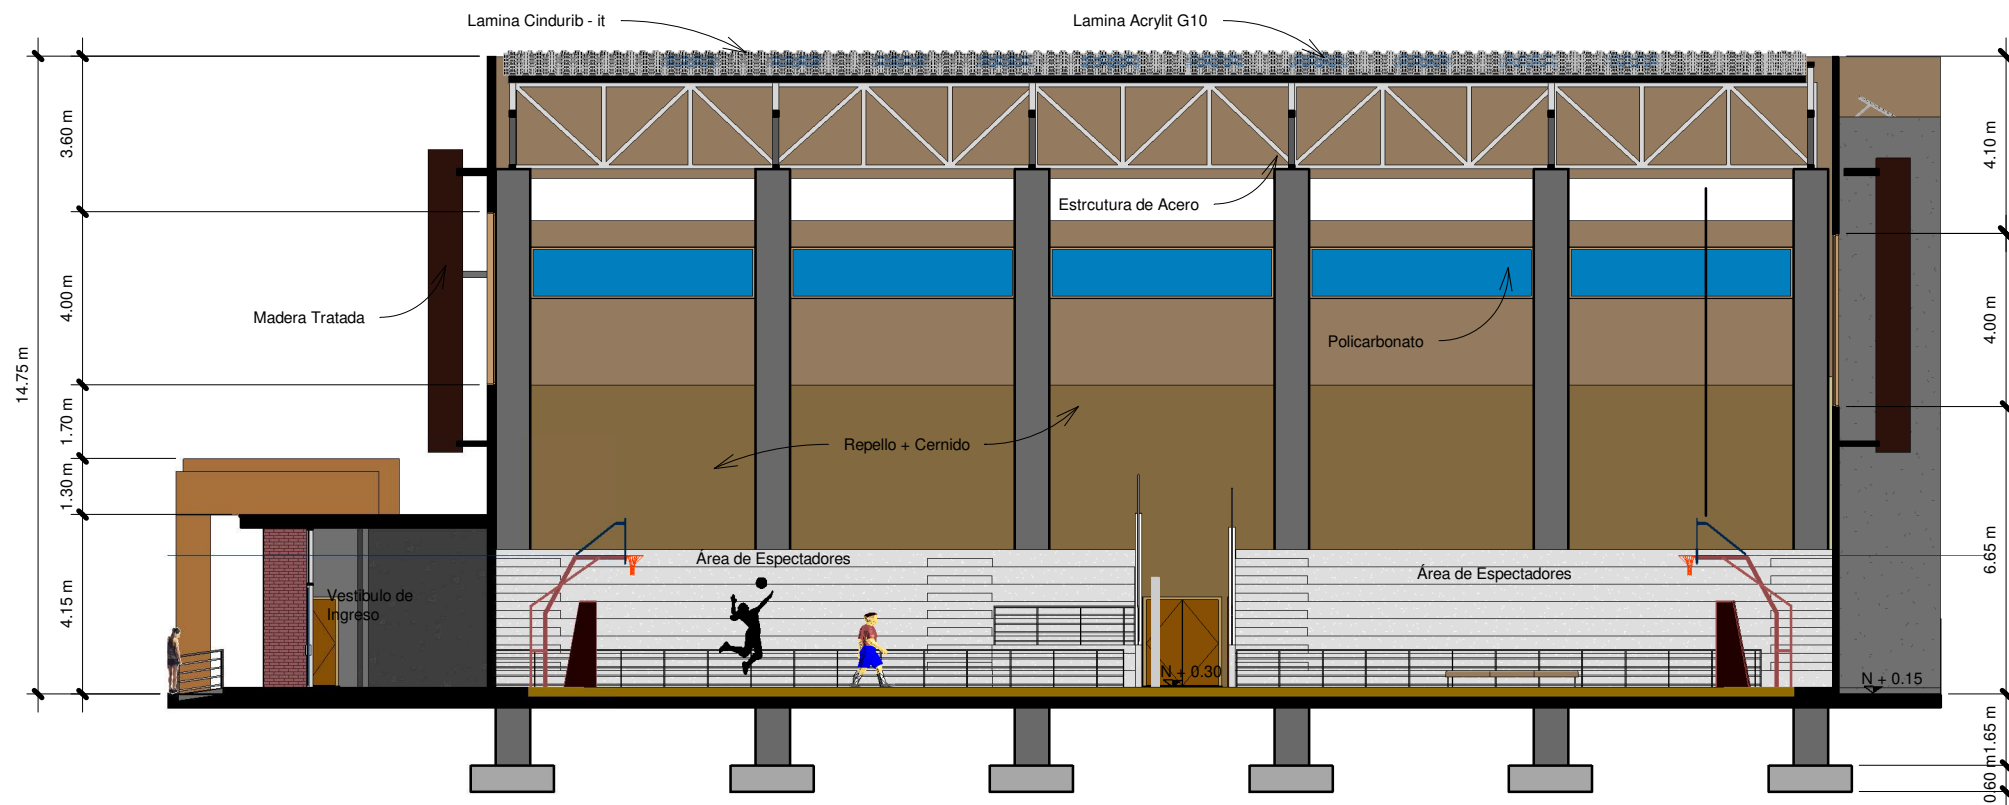 Lamina Cindurib - it
Lamina Acrylit G10
3.60 m
4.10 m
Estrcutura de Acero
14.75 m
4.00 m
4.00 m
Madera Tratada
Policarbonato
1.70 m
Repello + Cernido
1.30 m
6.65 m
Área de Espectadores
Área de Espectadores
4.15 m
Vestibulo de
Ingreso
N + 0.30
N + 0.15
1.65 m
0.60 m